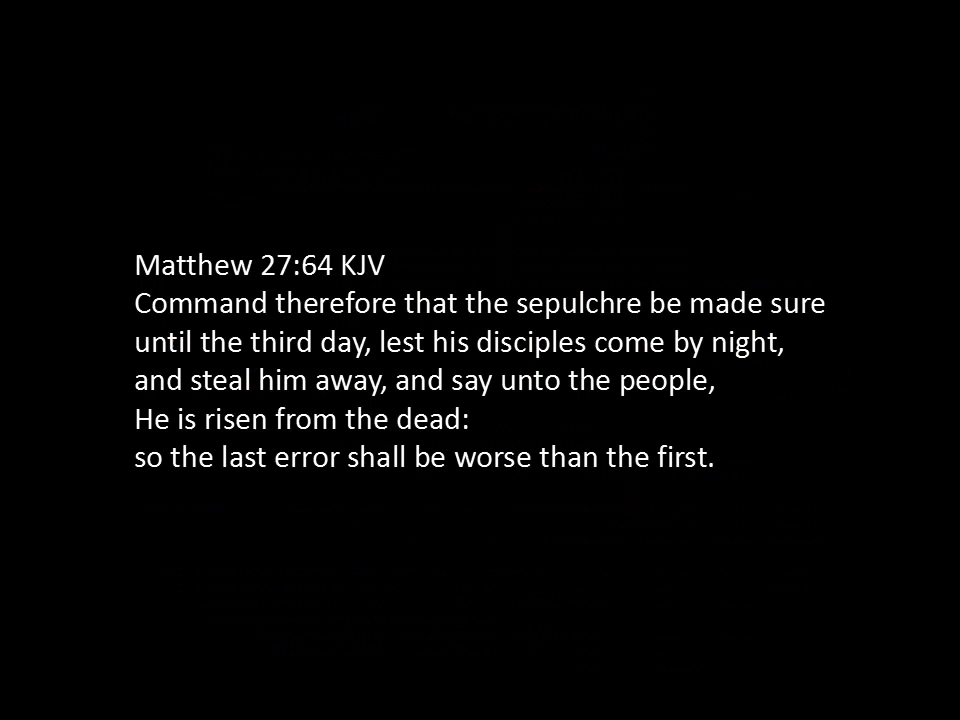 Matthew 27:64 KJV
Command therefore that the sepulchre be made sure
until the third day, lest his disciples come by night,
and steal him away, and say unto the people,
He is risen from the dead:
so the last error shall be worse than the first.